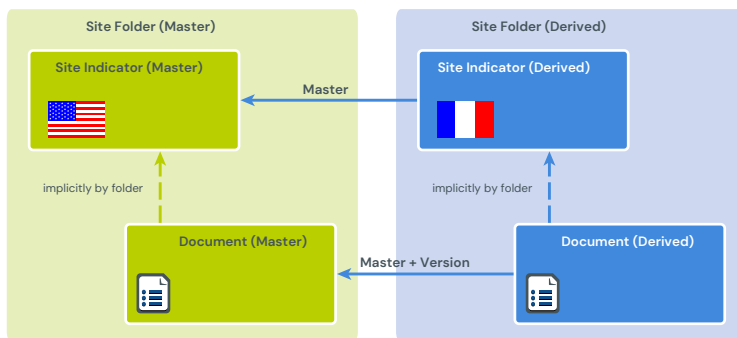 Site Folder (Master)
Site Folder (Derived)
Site Indicator (Master)
Site Indicator (Derived)
Master
implicitly by folder
implicitly by folder
Document (Master)
Document (Derived)
Master + Version